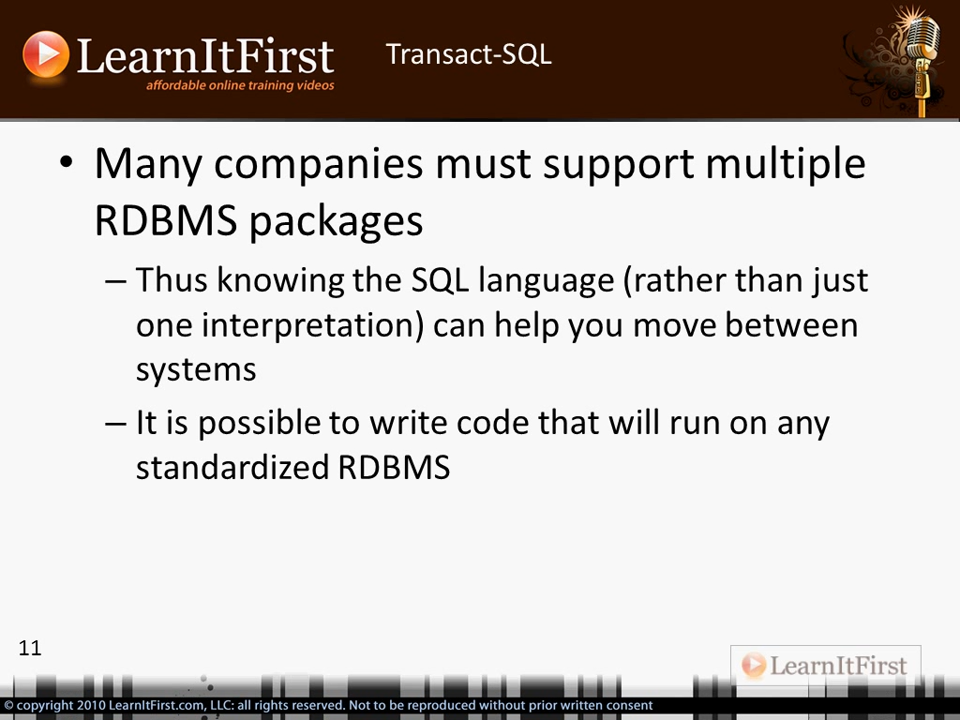 LearnItFirst
affordable online training videos
Transact-SQL
• Many companies must support multiple
RDBMS packages
– Thus knowing the SQL language (rather than just
one interpretation) can help you move between
systems
– It is possible to write code that will run on any
standardized RDBMS
11
LearnItFirst
© copyright 2010 LearnItFirst.com, LLC: all rights reserved. Not to be reproduced without prior written consent